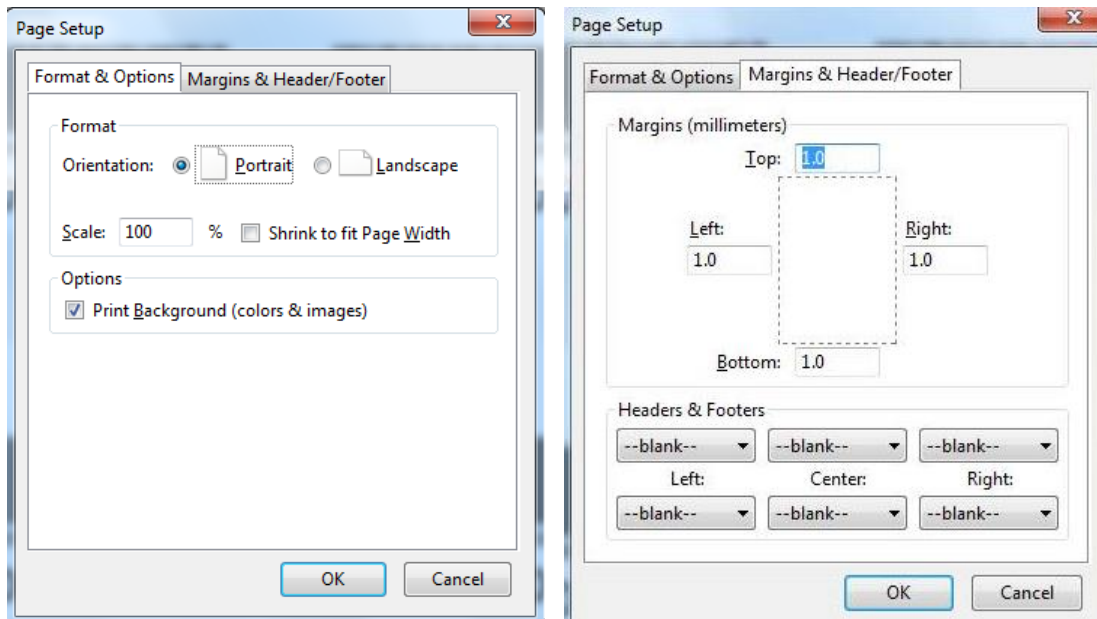 Page Setup
Format & Options Margins & Header/Footer
Format
Orientation: Portrait Landscape
Scale: 100 % Shrink to fit Page Width
Options
Print Background (colors & images)
OK Cancel
Page Setup
Format & Options Margins & Header/Footer
Margins (millimeters)
Top: 1.0
Left: Right:
1.0 1.0
Bottom: 1.0
Headers & Footers
--blank-- --blank-- --blank--
Left: Center: Right:
--blank-- --blank-- --blank--
OK Cancel